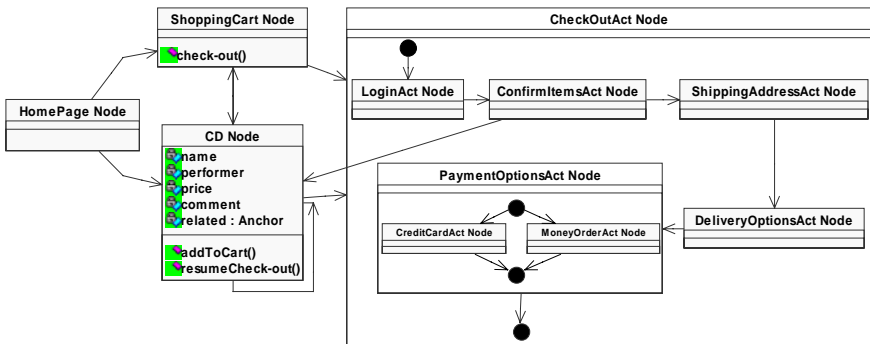 ShoppingCart Node
check-out()
CheckOutAct Node
HomePage Node
LoginAct Node
ConfirmItemsAct Node
ShippingAddressAct Node
CD Node
name
performer
price
comment
related : Anchor
addToCart()
resumeCheck-out()
PaymentOptionsAct Node
CreditCardAct Node
MoneyOrderAct Node
DeliveryOptionsAct Node